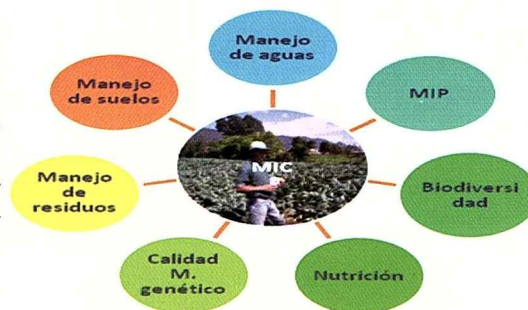 Manejo
de aguas
MIP
Biodiversi
dad
Nutrición
Calidad
M.
genético
Manejo
de
residuos
Manejo
de suelos
MIC